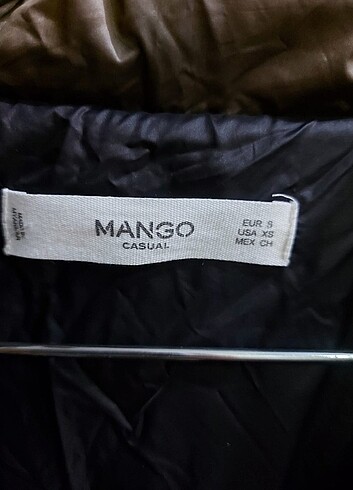 MANGO
CASUAL
EUR S
USA XS
MEX CH